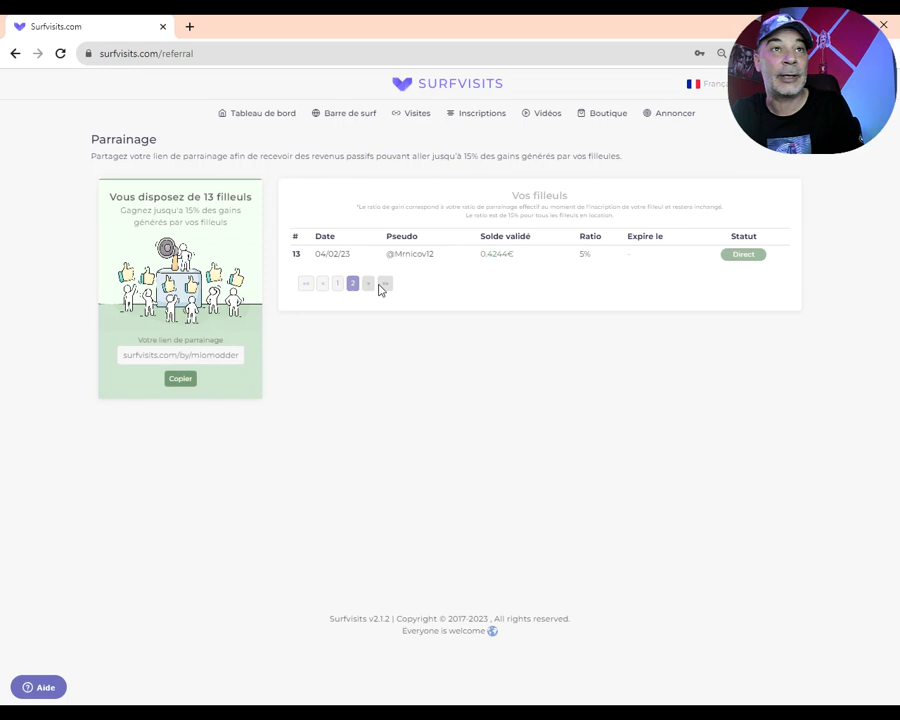 Surfvisits.com
surfvisits.com/referral
SURFVISITS
França
Tableau de bord
Barre de surf
Visites
Inscriptions
Vidéos
Boutique
Annoncer
Parrainage
Partagez votre lien de parrainage afin de recevoir des revenus passifs pouvant aller jusqu'à 15% des gains générés par vos filleules.
Vous disposez de 13 filleuls
Gagnez jusqu'à 15% des gains
générés par vos filleuls
Votre lien de parrainage
surfvisits.com/by/miomodder
Copier
Vos filleuls
*Le ratio de gain correspond à votre ratio de parrainage effectif au moment de l'inscription de votre filleul et restera inchangé.
Le ratio est de 15% pour tous les filleuls en location.
# Date Pseudo Solde validé Ratio Expire le Statut
13 04/02/23 @Mrnicov12 0.4244€ 5% - Direct
«« « 1 2 » »»
Surfvisits v2.1.2 | Copyright © 2017-2023 , All rights reserved.
Everyone is welcome
Aide